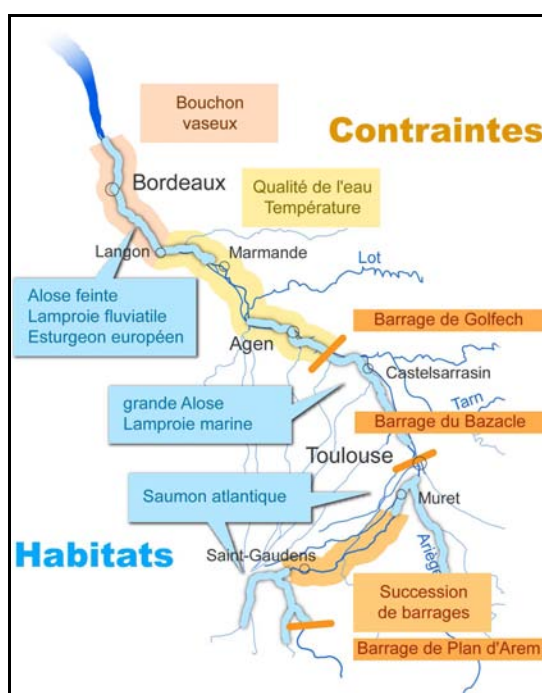 Bouchon
vaseux
Contraintes
Bordeaux
Qualité de l'eau
Température
Langon
Marmande
Lot
Alose feinte
Lamproie fluviatile
Esturgeon européen
Barrage de Golfech
Agen
Castelsarrasin
grande Alose
Lamproie marine
Tarn
Barrage du Bazacle
Toulouse
Saumon atlantique
Muret
Habitats
Saint-Gaudens
Ariège
Succession
de barrages
Barrage de Plan d'Arem